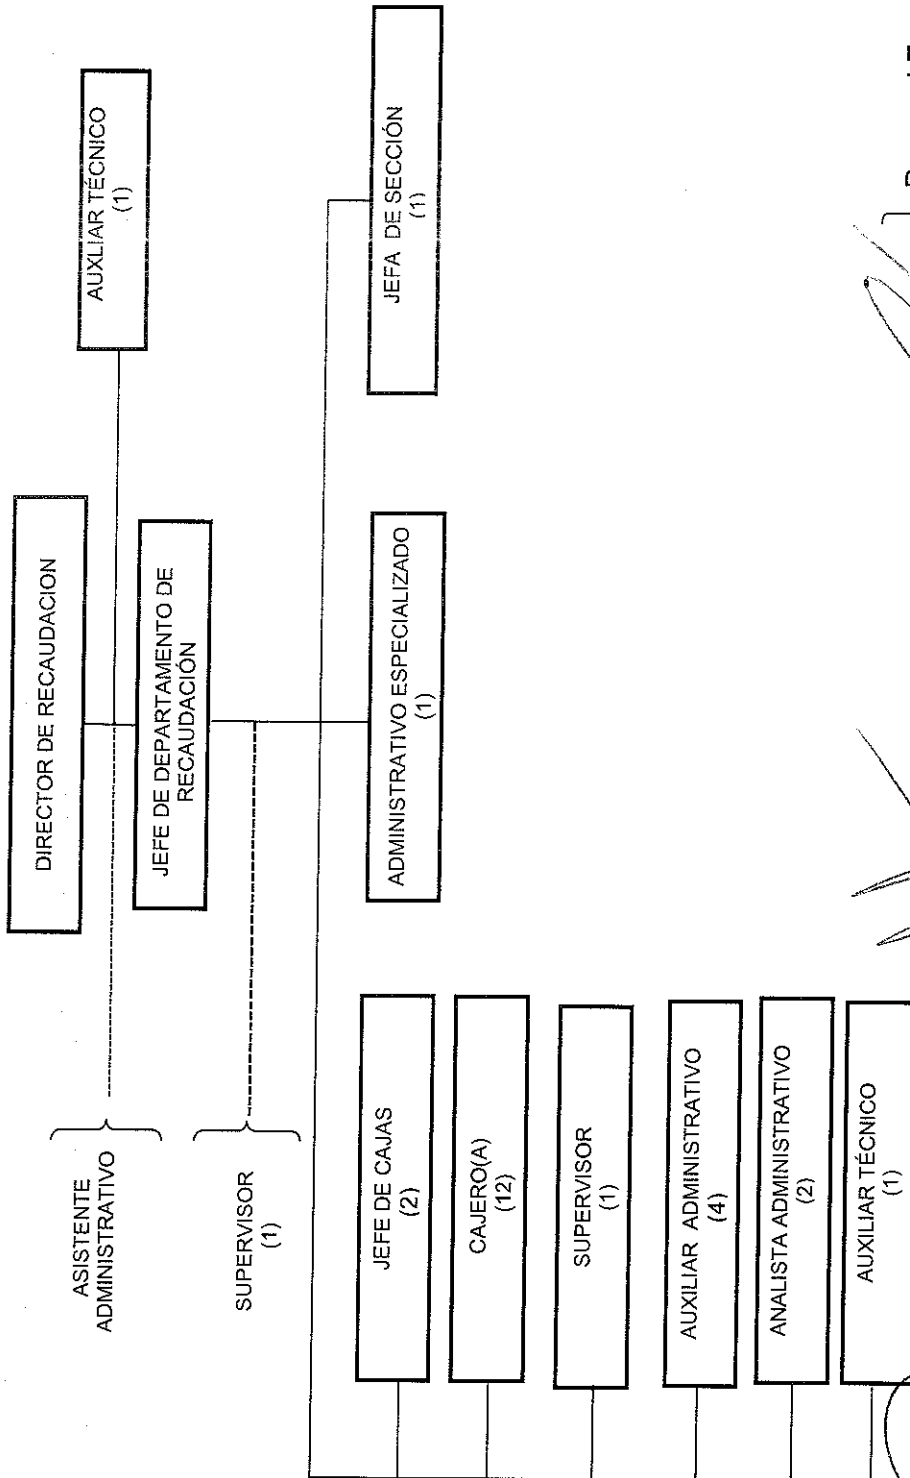 DIRECTOR DE RECAUDACION
AUXLIAR TÉCNICO
(1)
ASISTENTE
ADMINISTRATIVO
JEFE DE DEPARTAMENTO DE
RECAUDACIÓN
SUPERVISOR
(1)
ADMINISTRATIVO ESPECIALIZADO
(1)
JEFA DE SECCIÓN
(1)
JEFE DE CAJAS
(2)
CAJERO(A)
(12)
SUPERVISOR
(1)
AUXILIAR ADMINISTRATIVO
(4)
ANALISTA ADMINISTRATIVO
(2)
AUXILIAR TÉCNICO
(1)